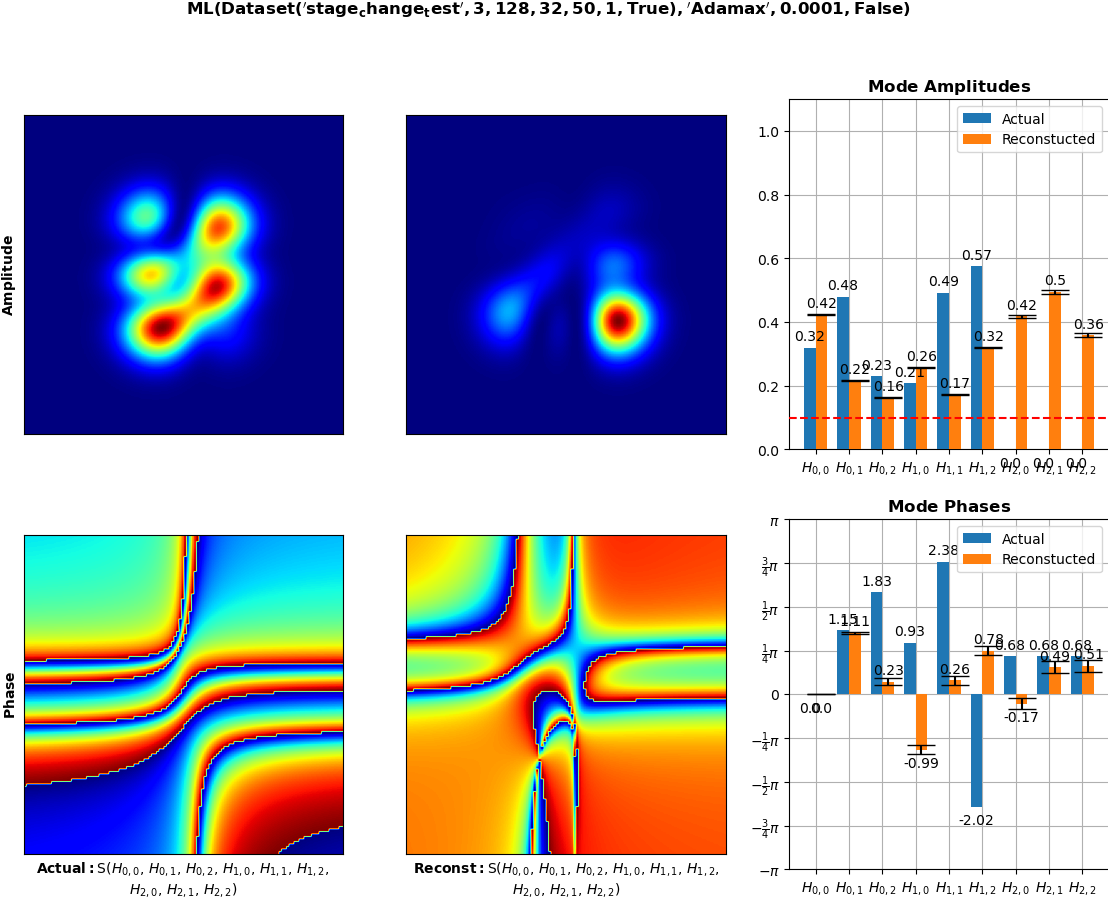 ML(Dataset(′stage_change_test′, 3, 128, 32, 50, 1, True), ′Adamax′, 0.0001, False)
Amplitude
Mode Amplitudes
Actual
Reconstucted
1.0
0.8
0.6
0.4
0.2
0.0
0.32
0.42
0.48
0.22
0.23
0.16
0.21
0.26
0.49
0.17
0.57
0.32
0.0
0.42
0.0
0.5
0.0
0.36
H0,0 H0,1 H0,2 H1,0 H1,1 H1,2 H2,0 H2,1 H2,2
Phase
Actual: S(H0,0, H0,1, H0,2, H1,0, H1,1, H1,2,
H2,0, H2,1, H2,2)
Reconst: S(H0,0, H0,1, H0,2, H1,0, H1,1, H1,2,
H2,0, H2,1, H2,2)
Mode Phases
Actual
Reconstucted
π
3/4π
1/2π
1/4π
0
−1/4π
−1/2π
−3/4π
−π
0.0
0.0
1.15
1.11
1.83
0.23
0.93
-0.99
2.38
0.26
-2.02
0.78
0.68
-0.17
0.68
0.49
0.68
0.51
H0,0 H0,1 H0,2 H1,0 H1,1 H1,2 H2,0 H2,1 H2,2